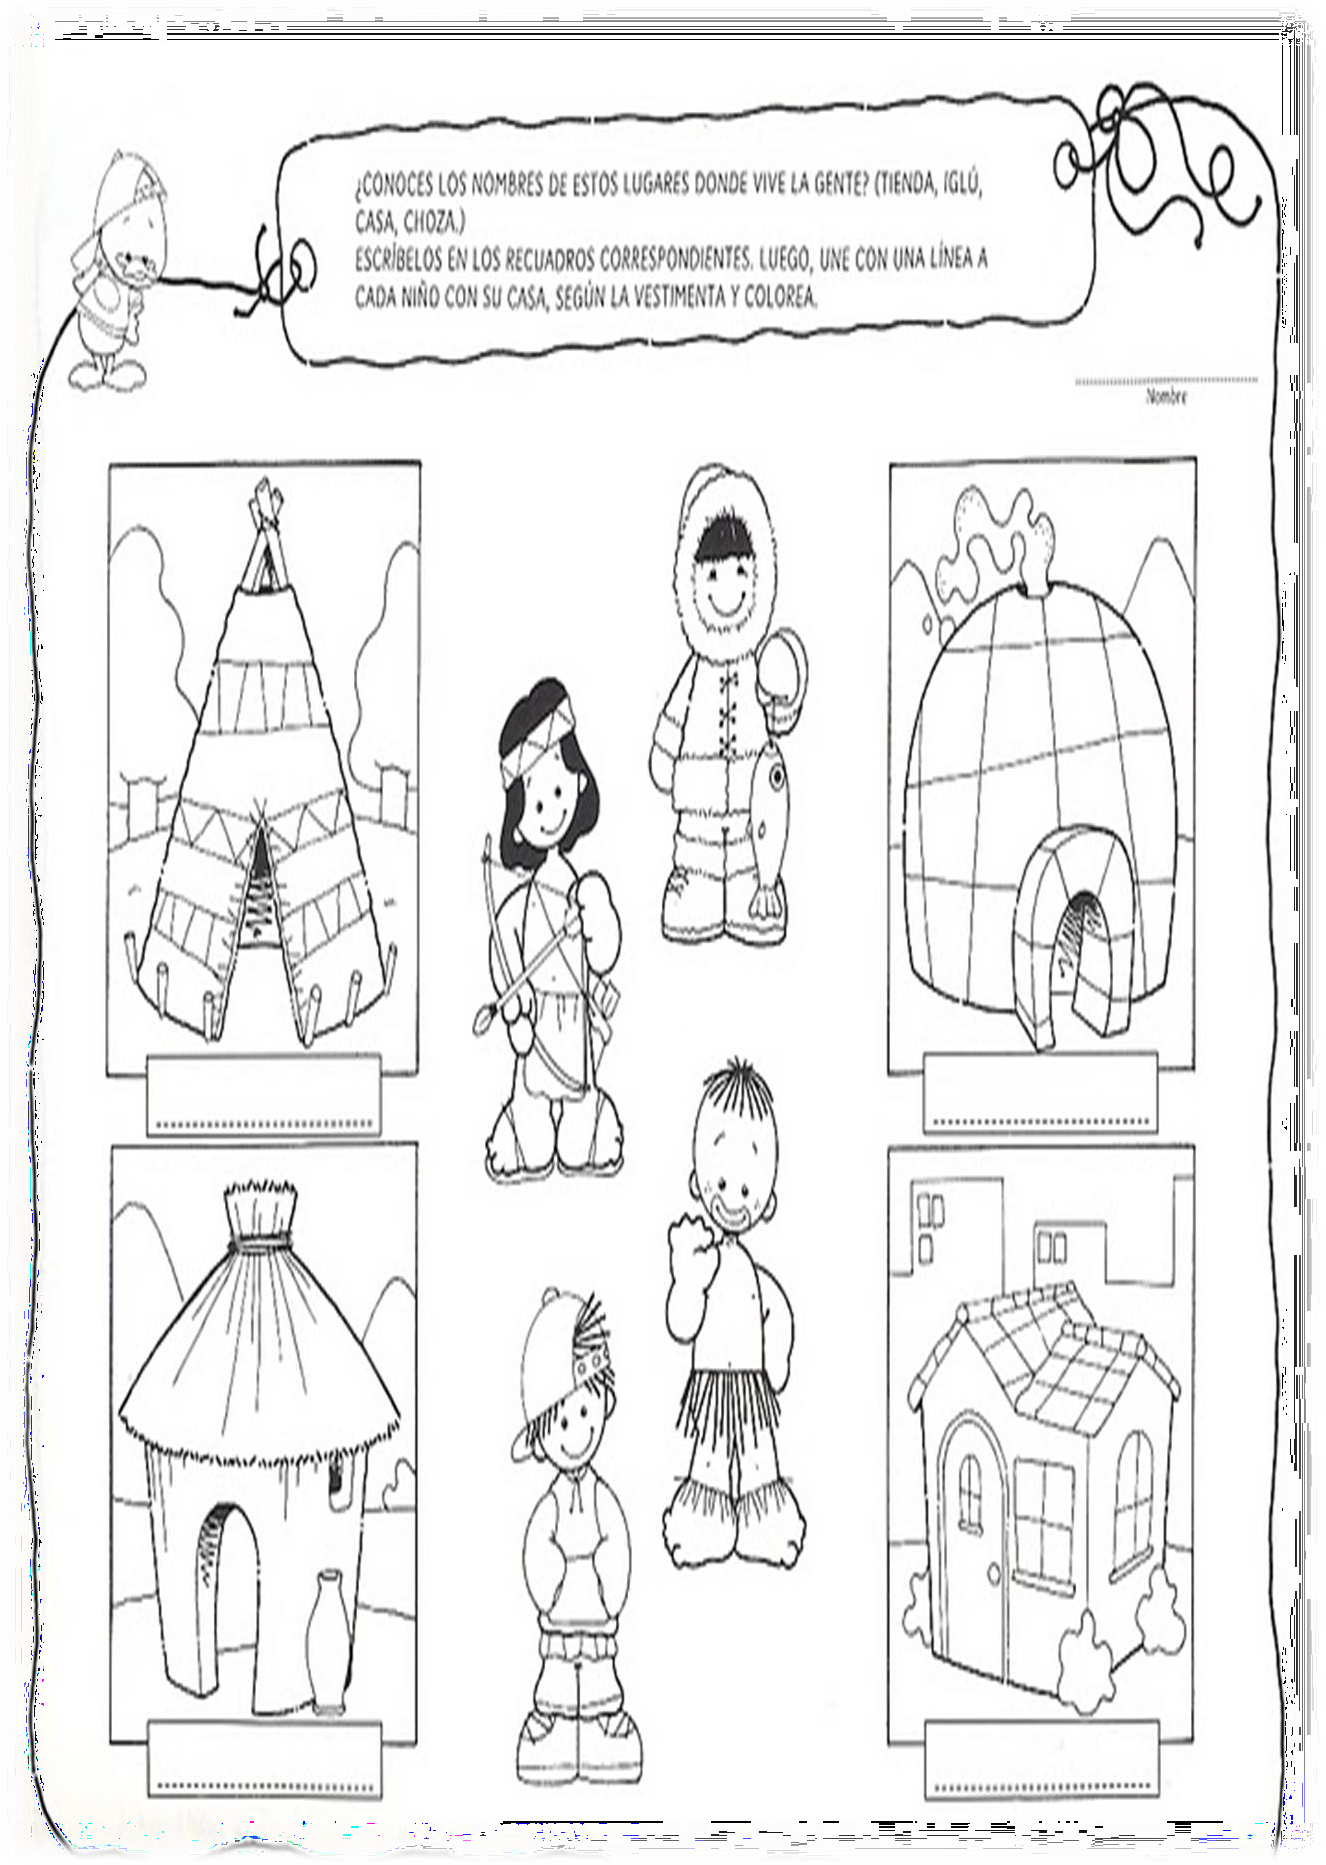 ¿CONOCES LOS NOMBRES DE ESTOS LUGARES DONDE VIVE LA GENTE? (TIENDA, IGLÚ,
CASA, CHOZA.)
ESCRÍBELOS EN LOS RECUADROS CORRESPONDIENTES. LUEGO, UNE CON UNA LÍNEA A
CADA NIÑO CON SU CASA, SEGÚN LA VESTIMENTA Y COLOREA.
Nombre